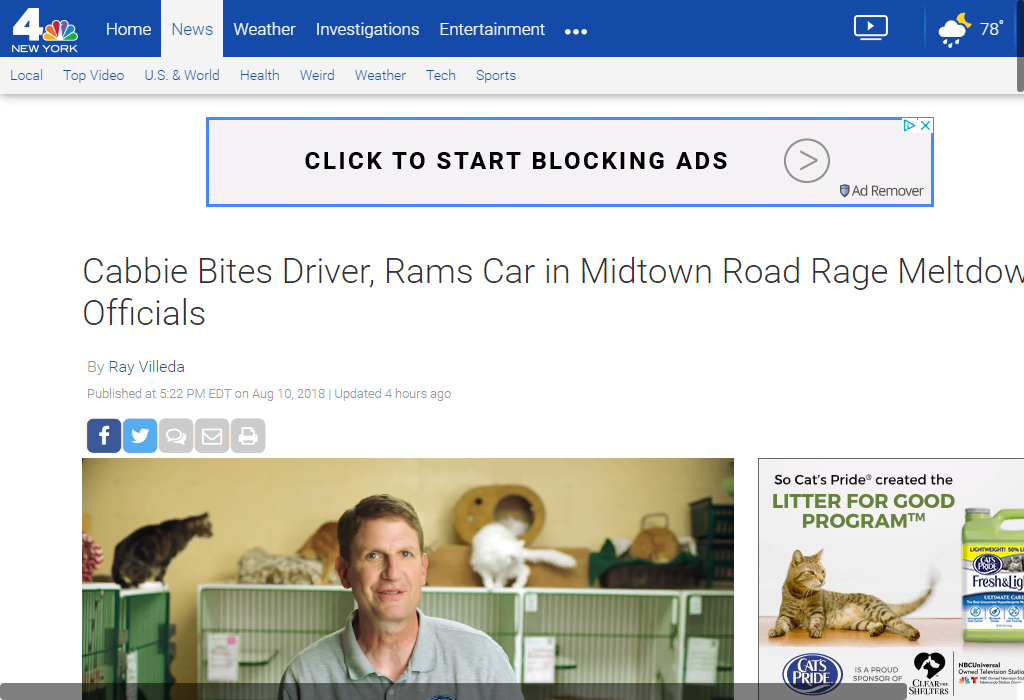 4
NEW YORK
Home
News
Weather
Investigations
Entertainment
78°
Local
Top Video
U.S. & World
Health
Weird
Weather
Tech
Sports
CLICK TO START BLOCKING ADS
Ad Remover
Cabbie Bites Driver, Rams Car in Midtown Road Rage Meltdow
Officials
By Ray Villeda
Published at 5:22 PM EDT on Aug 10, 2018 | Updated 4 hours ago
So Cat's Pride® created the
LITTER FOR GOOD
PROGRAM™
LIGHTWEIGHT! 50% L
CAT'S
PRIDE
Fresh&Lig
ULTIMATE CARE
CAT'S
PRIDE
IS A PROUD
SPONSOR OF
CLEAR THE
SHELTERS
NBCUniversal
Owned Television Statio